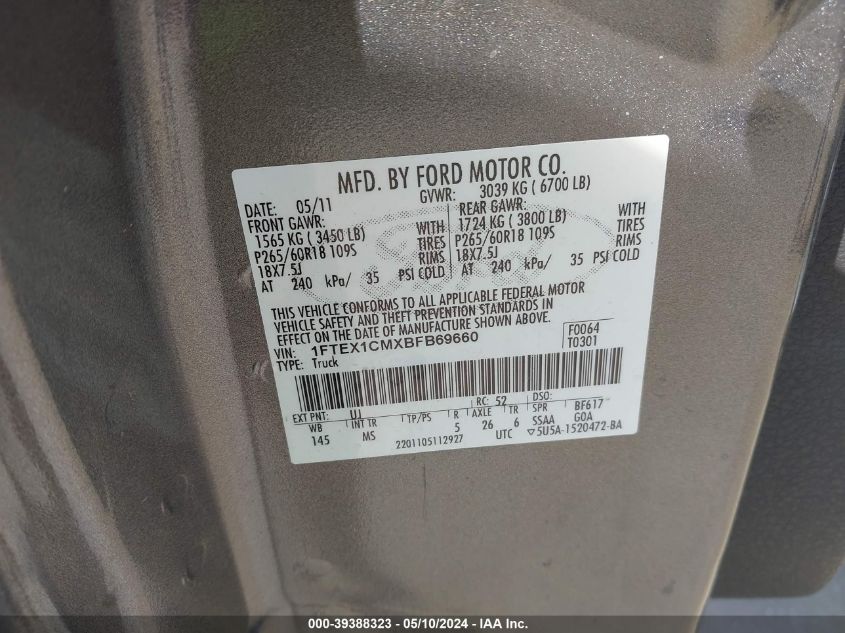 MFD. BY FORD MOTOR CO.
DATE: 05/11 GVWR: 3039 KG ( 6700 LB)
FRONT GAWR: REAR GAWR:
1565 KG ( 3450 LB) WITH 1724 KG ( 3800 LB) WITH
P265/60R18 109S TIRES P265/60R18 109S TIRES
18X7.5J RIMS 18X7.5J RIMS
AT 240 kPa/ 35 PSI COLD AT 240 kPa/ 35 PSI COLD
THIS VEHICLE CONFORMS TO ALL APPLICABLE FEDERAL MOTOR
VEHICLE SAFETY AND THEFT PREVENTION STANDARDS IN
EFFECT ON THE DATE OF MANUFACTURE SHOWN ABOVE.
VIN: 1FTEX1CMXBFB69660 F0064
TYPE: Truck T0301
EXT PNT: UJ RC: 52 DSO:
WB INT TR TP/PS R AXLE TR SPR BF617
145 MS 5 26 6 SSAA GOA
2201105112927 UTC ▽5U5A-1520472-BA
000-39388323 - 05/10/2024 - IAA Inc.